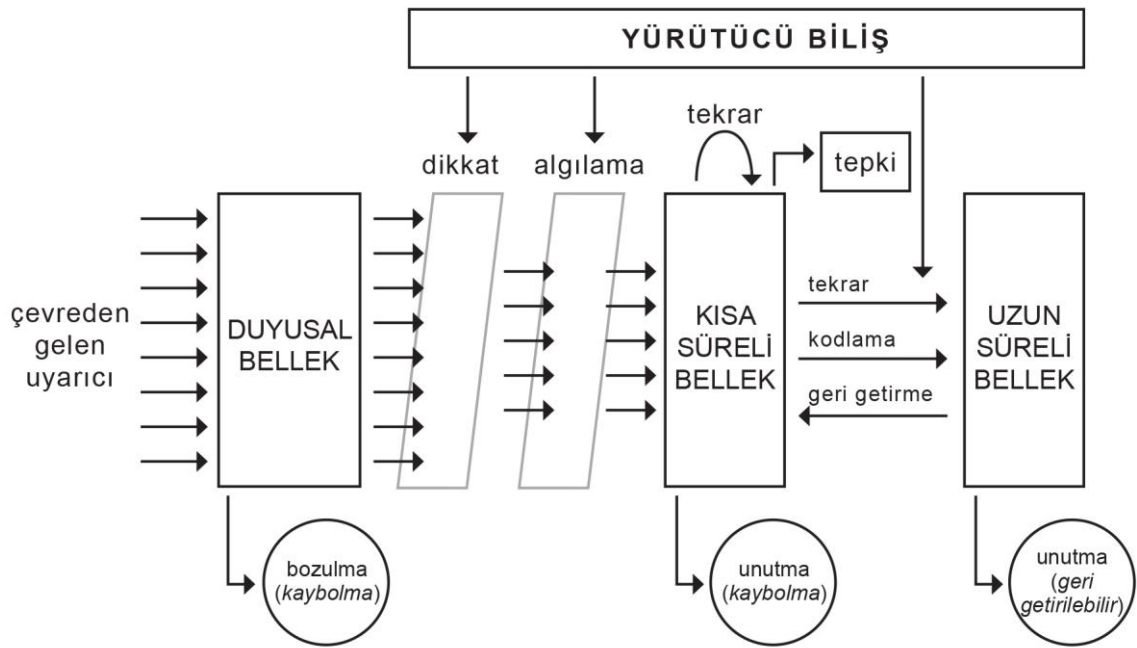 YÜRÜTÜCÜ BİLİŞ
tekrar
tepki
dikkat
algılama
çevreden
gelen
uyarıcı
DUYUSAL
BELLEK
KISA
SÜRELİ
BELLEK
tekrar
kodlama
geri getirme
UZUN
SÜRELİ
BELLEK
bozulma
(kaybolma)
unutma
(kaybolma)
unutma
(geri
getirilebilir)